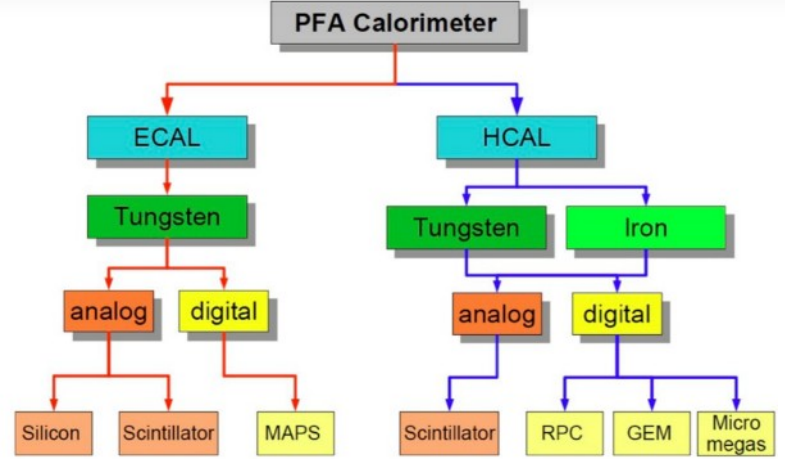 PFA Calorimeter
ECAL
HCAL
Tungsten
Tungsten
Iron
analog
digital
analog
digital
Silicon
Scintillator
MAPS
Scintillator
RPC
GEM
Micro
megas